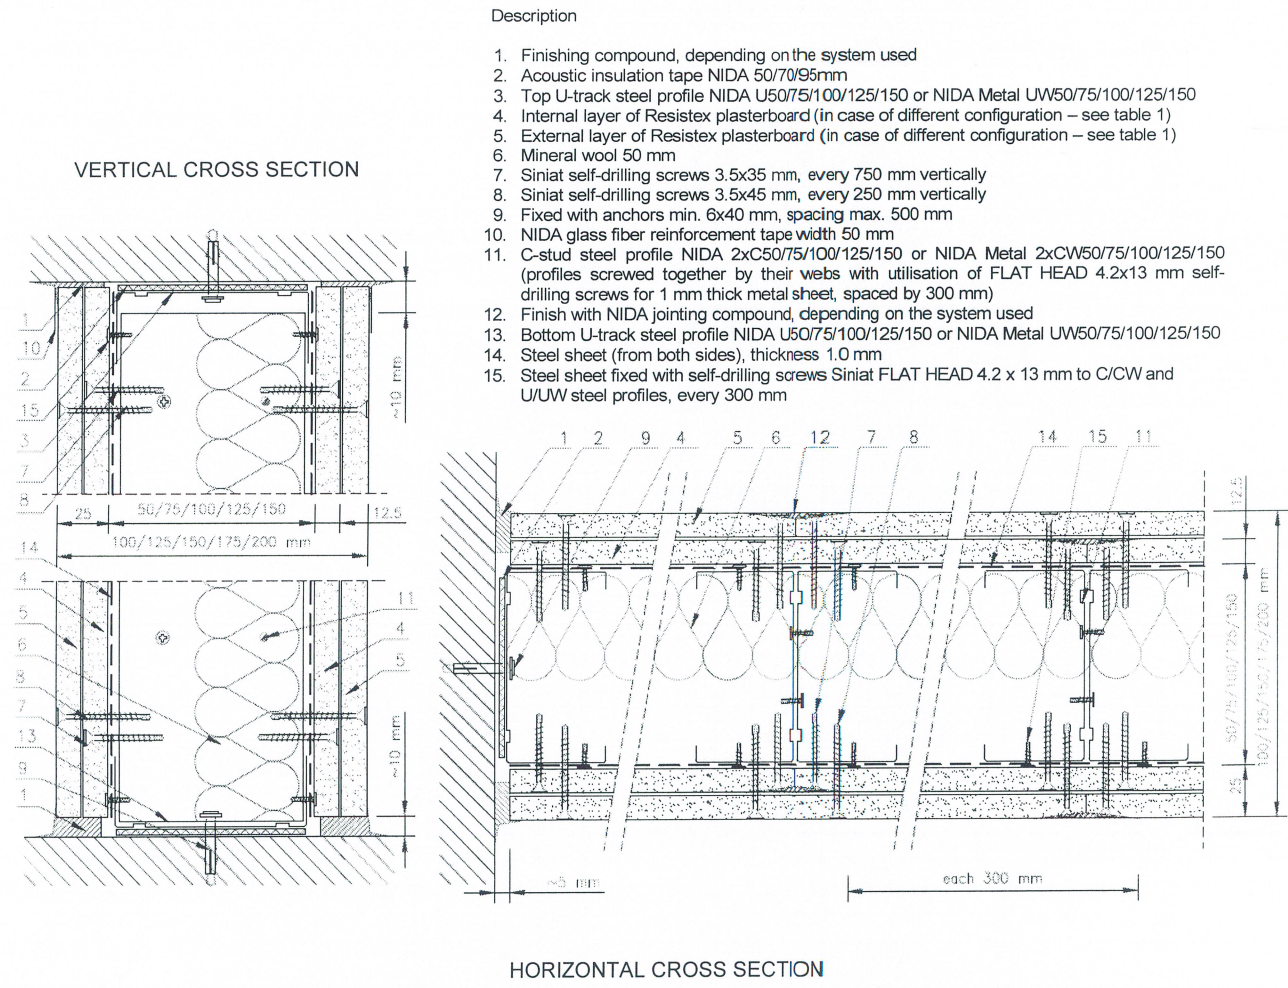 Description
1. Finishing compound, depending on the system used
2. Acoustic insulation tape NIDA 50/70/95mm
3. Top U-track steel profile NIDA U50/75/100/125/150 or NIDA Metal UW50/75/100/125/150
4. Internal layer of Resistex plasterboard (in case of different configuration – see table 1)
5. External layer of Resistex plasterboard (in case of different configuration – see table 1)
6. Mineral wool 50 mm
7. Siniat self-drilling screws 3.5x35 mm, every 750 mm vertically
8. Siniat self-drilling screws 3.5x45 mm, every 250 mm vertically
9. Fixed with anchors min. 6x40 mm, spacing max. 500 mm
10. NIDA glass fiber reinforcement tape width 50 mm
11. C-stud steel profile NIDA 2xC50/75/100/125/150 or NIDA Metal 2xCW50/75/100/125/150
(profiles screwed together by their webs with utilisation of FLAT HEAD 4.2x13 mm self-
drilling screws for 1 mm thick metal sheet, spaced by 300 mm)
12. Finish with NIDA jointing compound, depending on the system used
13. Bottom U-track steel profile NIDA U50/75/100/125/150 or NIDA Metal UW50/75/100/125/150
14. Steel sheet (from both sides), thickness 1.0 mm
15. Steel sheet fixed with self-drilling screws Siniat FLAT HEAD 4.2 x 13 mm to C/CW and
U/UW steel profiles, every 300 mm
VERTICAL CROSS SECTION
1
10
2
15
3
7
8
~10 mm
25
50/75/100/125/150
12.5
100/125/150/175/200 mm
14
4
5
6
8
7
13
9
1
11
4
5
~10 mm
1 2 9 4 5 6 12 7 8 14 15 11
12.5
50/75/100/125/150
100/125/150/175/200 mm
25
~5 mm
each 300 mm
HORIZONTAL CROSS SECTION